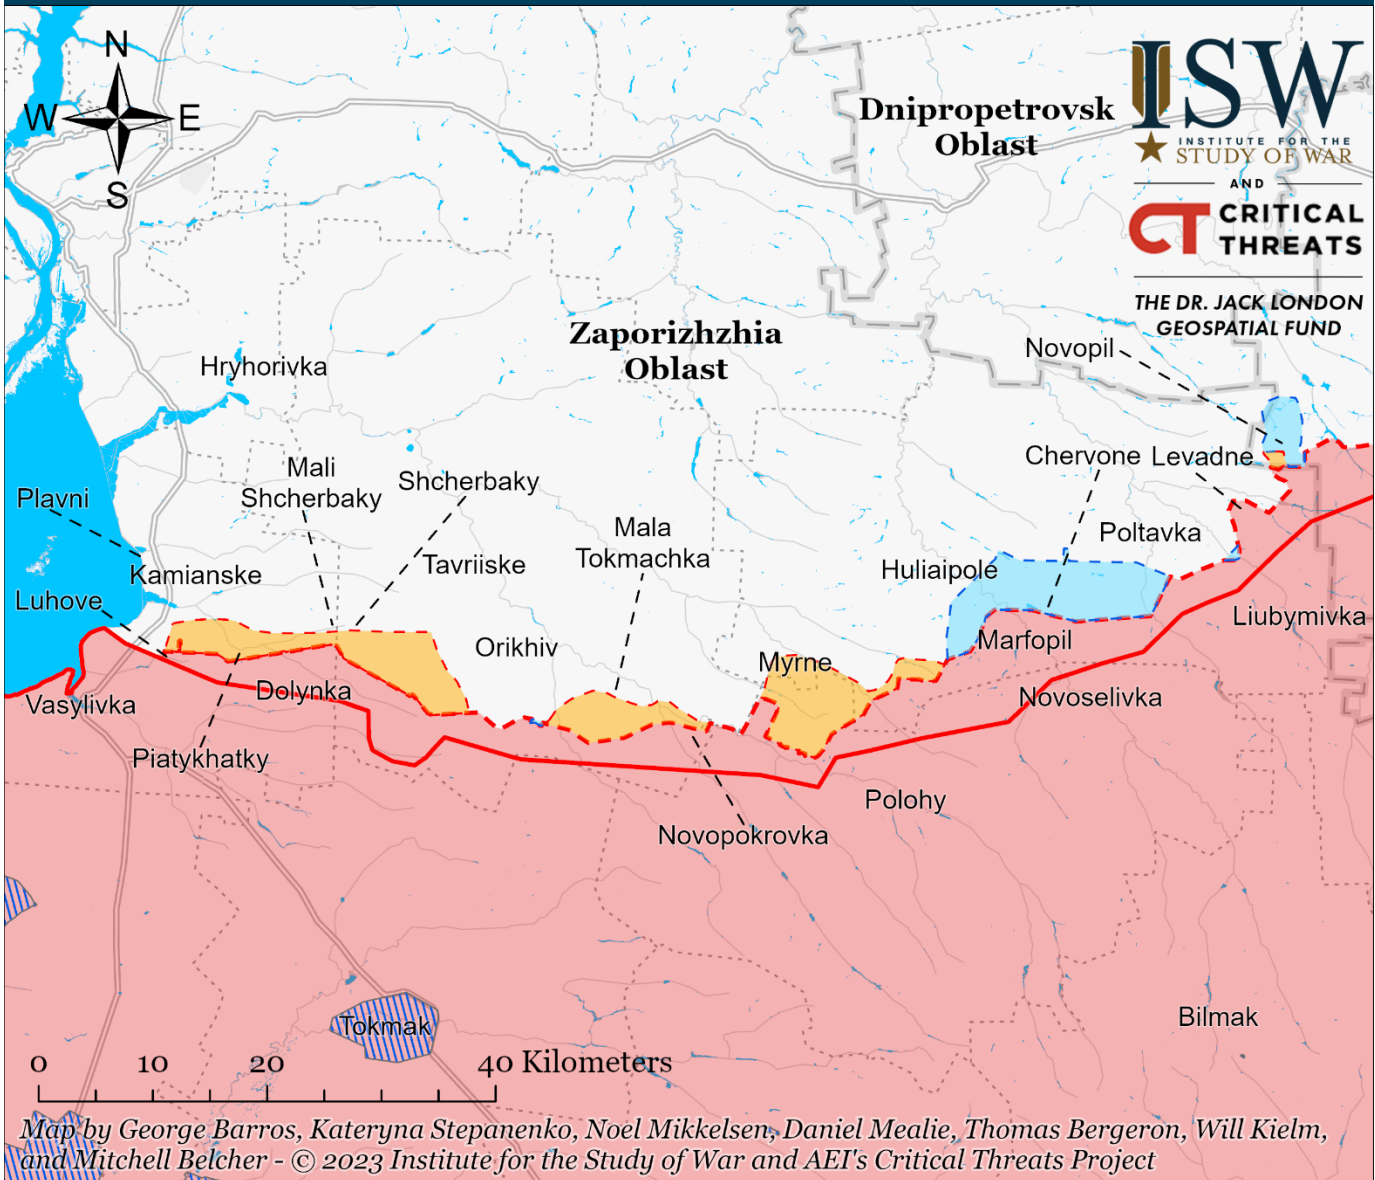 N
W
E
S
Dnipropetrovsk
Oblast
ISW
INSTITUTE FOR THE
STUDY OF WAR
AND
CT CRITICAL
THREATS
THE DR. JACK LONDON
GEOSPATIAL FUND
Zaporizhzhia
Oblast
Novopil
Hryhorivka
Mali
Shcherbaky
Shcherbaky
Chervone
Levadne
Plavni
Mala
Tokmachka
Poltavka
Tavriiske
Kamianske
Huliaipole
Luhove
Liubymivka
Orikhiv
Marfopil
Myrne
Dolynka
Novoselivka
Vasylivka
Piatykhatky
Polohy
Novopokrovka
Bilmak
Tokmak
0 10 20 40 Kilometers
Map by George Barros, Kateryna Stepanenko, Noel Mikkelsen, Daniel Mealie, Thomas Bergeron, Will Kielm,
and Mitchell Belcher - © 2023 Institute for the Study of War and AEI's Critical Threats Project